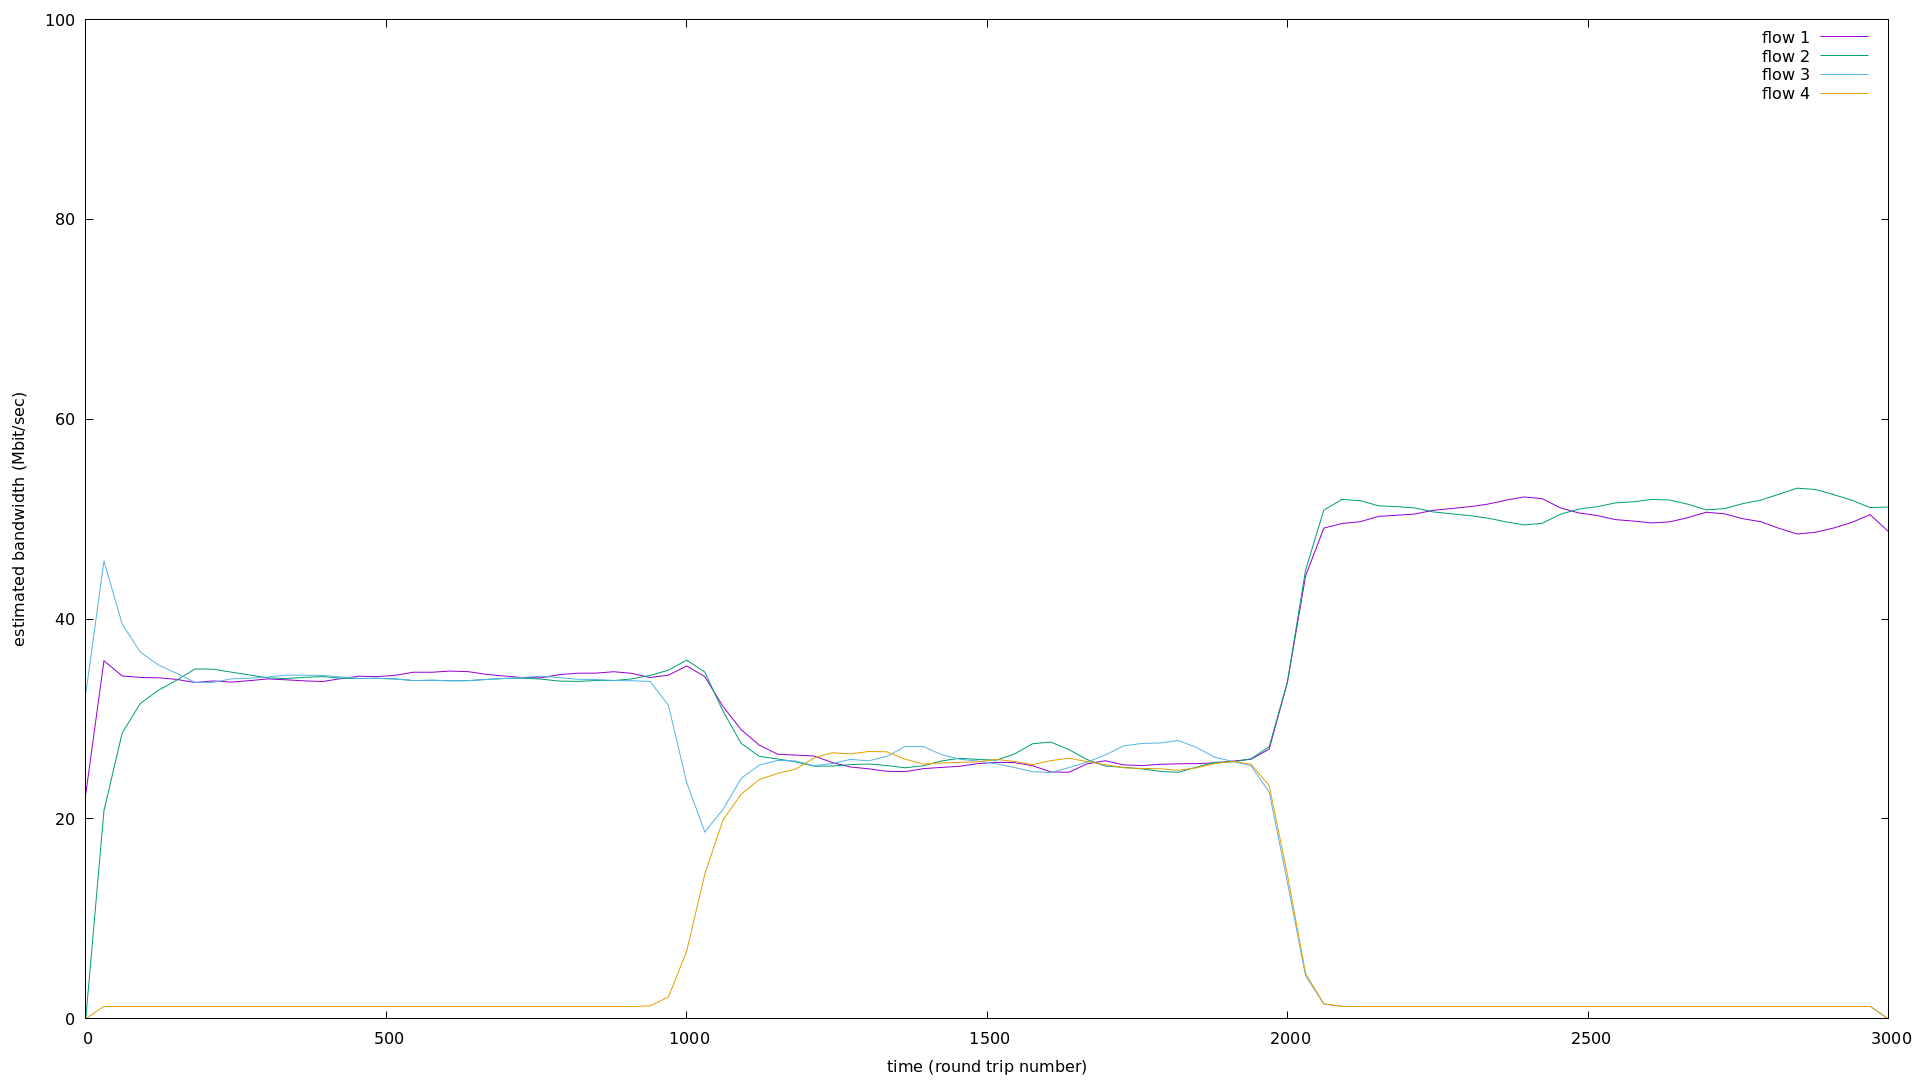 100
80
60
40
20
0
estimated bandwidth (Mbit/sec)
flow 1
flow 2
flow 3
flow 4
0 500 1000 1500 2000 2500 3000
time (round trip number)